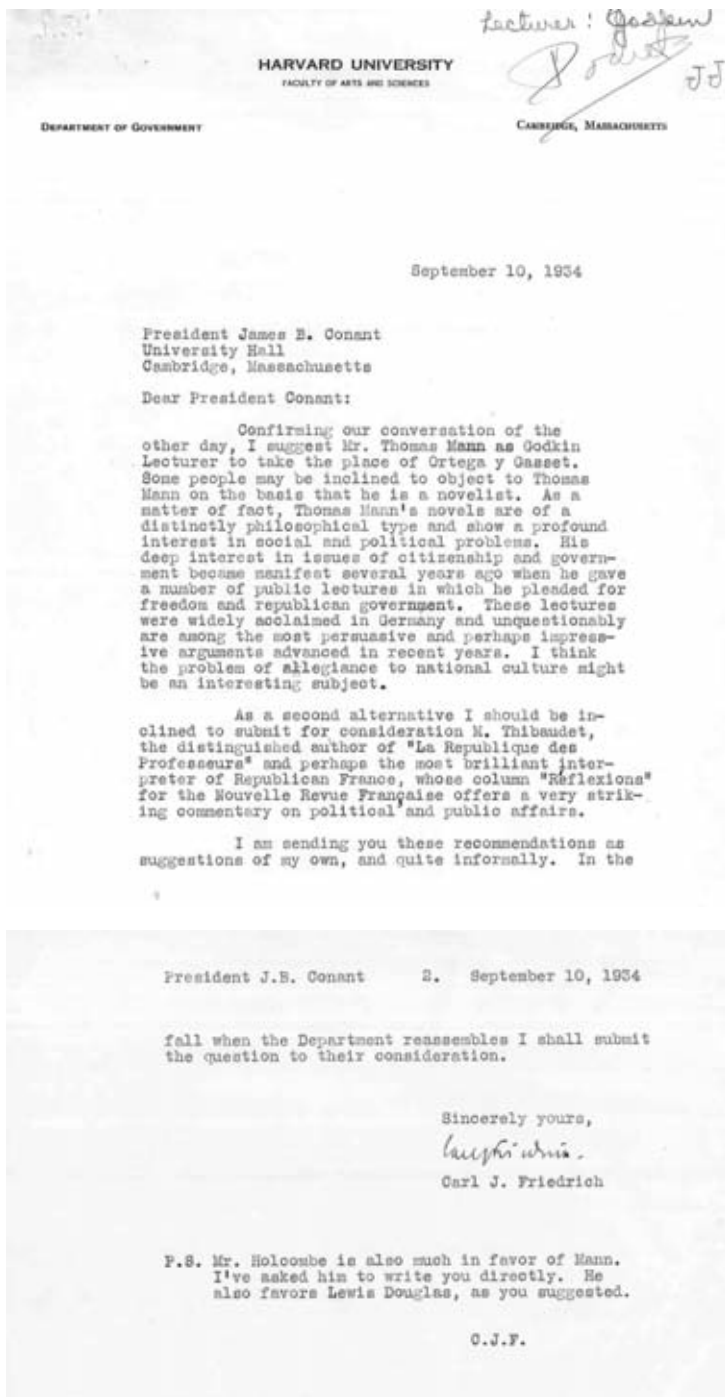 Lecturer: Godkin
JJ
HARVARD UNIVERSITY
FACULTY OF ARTS AND SCIENCES
DEPARTMENT OF GOVERNMENT
CAMBRIDGE, MASSACHUSETTS
September 10, 1934
President James B. Conant
University Hall
Cambridge, Massachusetts
Dear President Conant:
Confirming our conversation of the
other day, I suggest Mr. Thomas Mann as Godkin
Lecturer to take the place of Ortega y Gasset.
Some people may be inclined to object to Thomas
Mann on the basis that he is a novelist. As a
matter of fact, Thomas Mann's novels are of a
distinctly philosophical type and show a profound
interest in social and political problems. His
deep interest in issues of citizenship and govern-
ment became manifest several years ago when he gave
a number of public lectures in which he pleaded for
freedom and republican government. These lectures
were widely acclaimed in Germany and unquestionably
are among the most persuasive and perhaps impress-
ive arguments advanced in recent years. I think
the problem of allegiance to national culture might
be an interesting subject.
As a second alternative I should be in-
clined to submit for consideration M. Thibaudet,
the distinguished author of "La Republique des
Professeurs" and perhaps the most brilliant inter-
preter of Republican France, whose column "Réflexions"
for the Nouvelle Revue Française offers a very strik-
ing commentary on political and public affairs.
I am sending you these recommendations as
suggestions of my own, and quite informally. In the
President J.B. Conant 2. September 10, 1934
fall when the Department reassembles I shall submit
the question to their consideration.
Sincerely yours,
Carl J. Friedrich
P.S. Mr. Holcombe is also much in favor of Mann.
I've asked him to write you directly. He
also favors Lewis Douglas, as you suggested.
C.J.F.